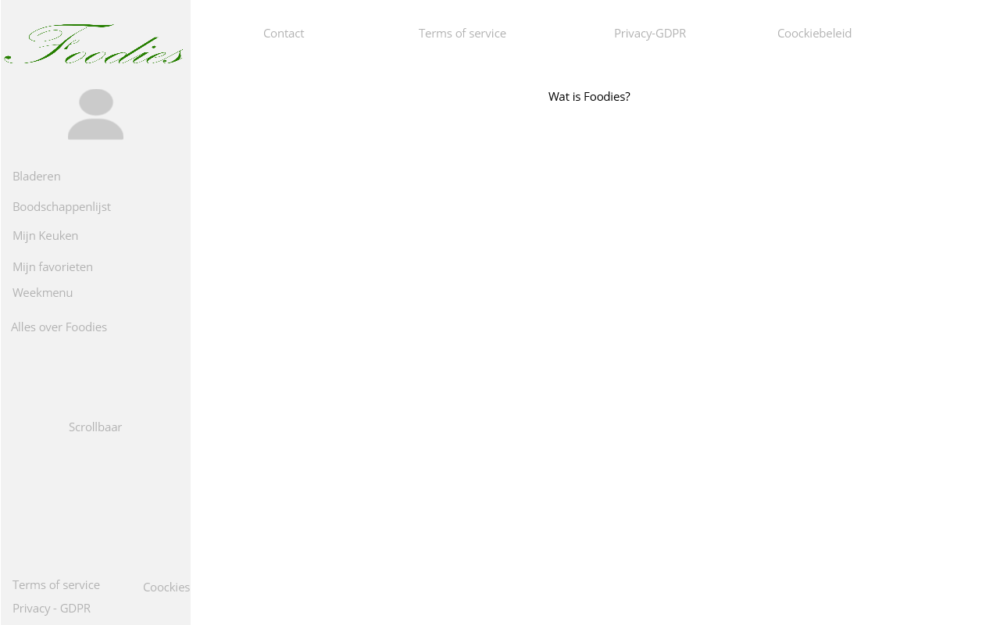 Foodies
Bladeren
Boodschappenlijst
Mijn Keuken
Mijn favorieten
Weekmenu
Alles over Foodies
Scrollbaar
Terms of service
Coockies
Privacy - GDPR
Contact
Terms of service
Privacy-GDPR
Coockiebeleid
Wat is Foodies?